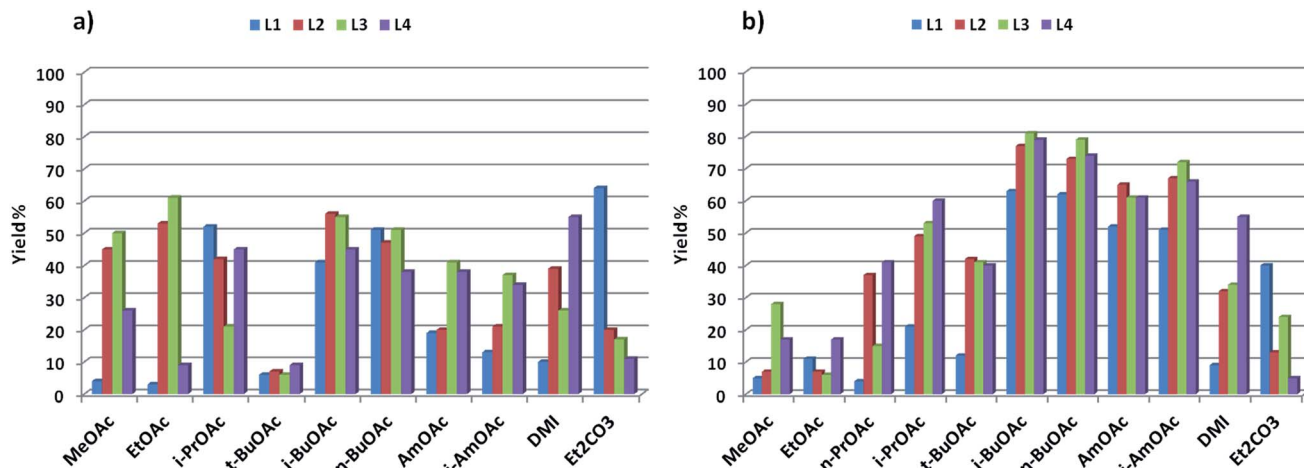 a)
L1 L2 L3 L4
Yield%
100
90
80
70
60
50
40
30
20
10
0
MeOAc
EtOAc
i-PrOAc
t-BuOAc
i-BuOAc
n-BuOAc
AmOAc
i-AmOAc
DMI
Et2CO3
b)
L1 L2 L3 L4
Yield%
100
90
80
70
60
50
40
30
20
10
0
MeOAc
EtOAc
n-PrOAc
i-PrOAc
t-BuOAc
i-BuOAc
n-BuOAc
AmOAc
i-AmOAc
DMI
Et2CO3